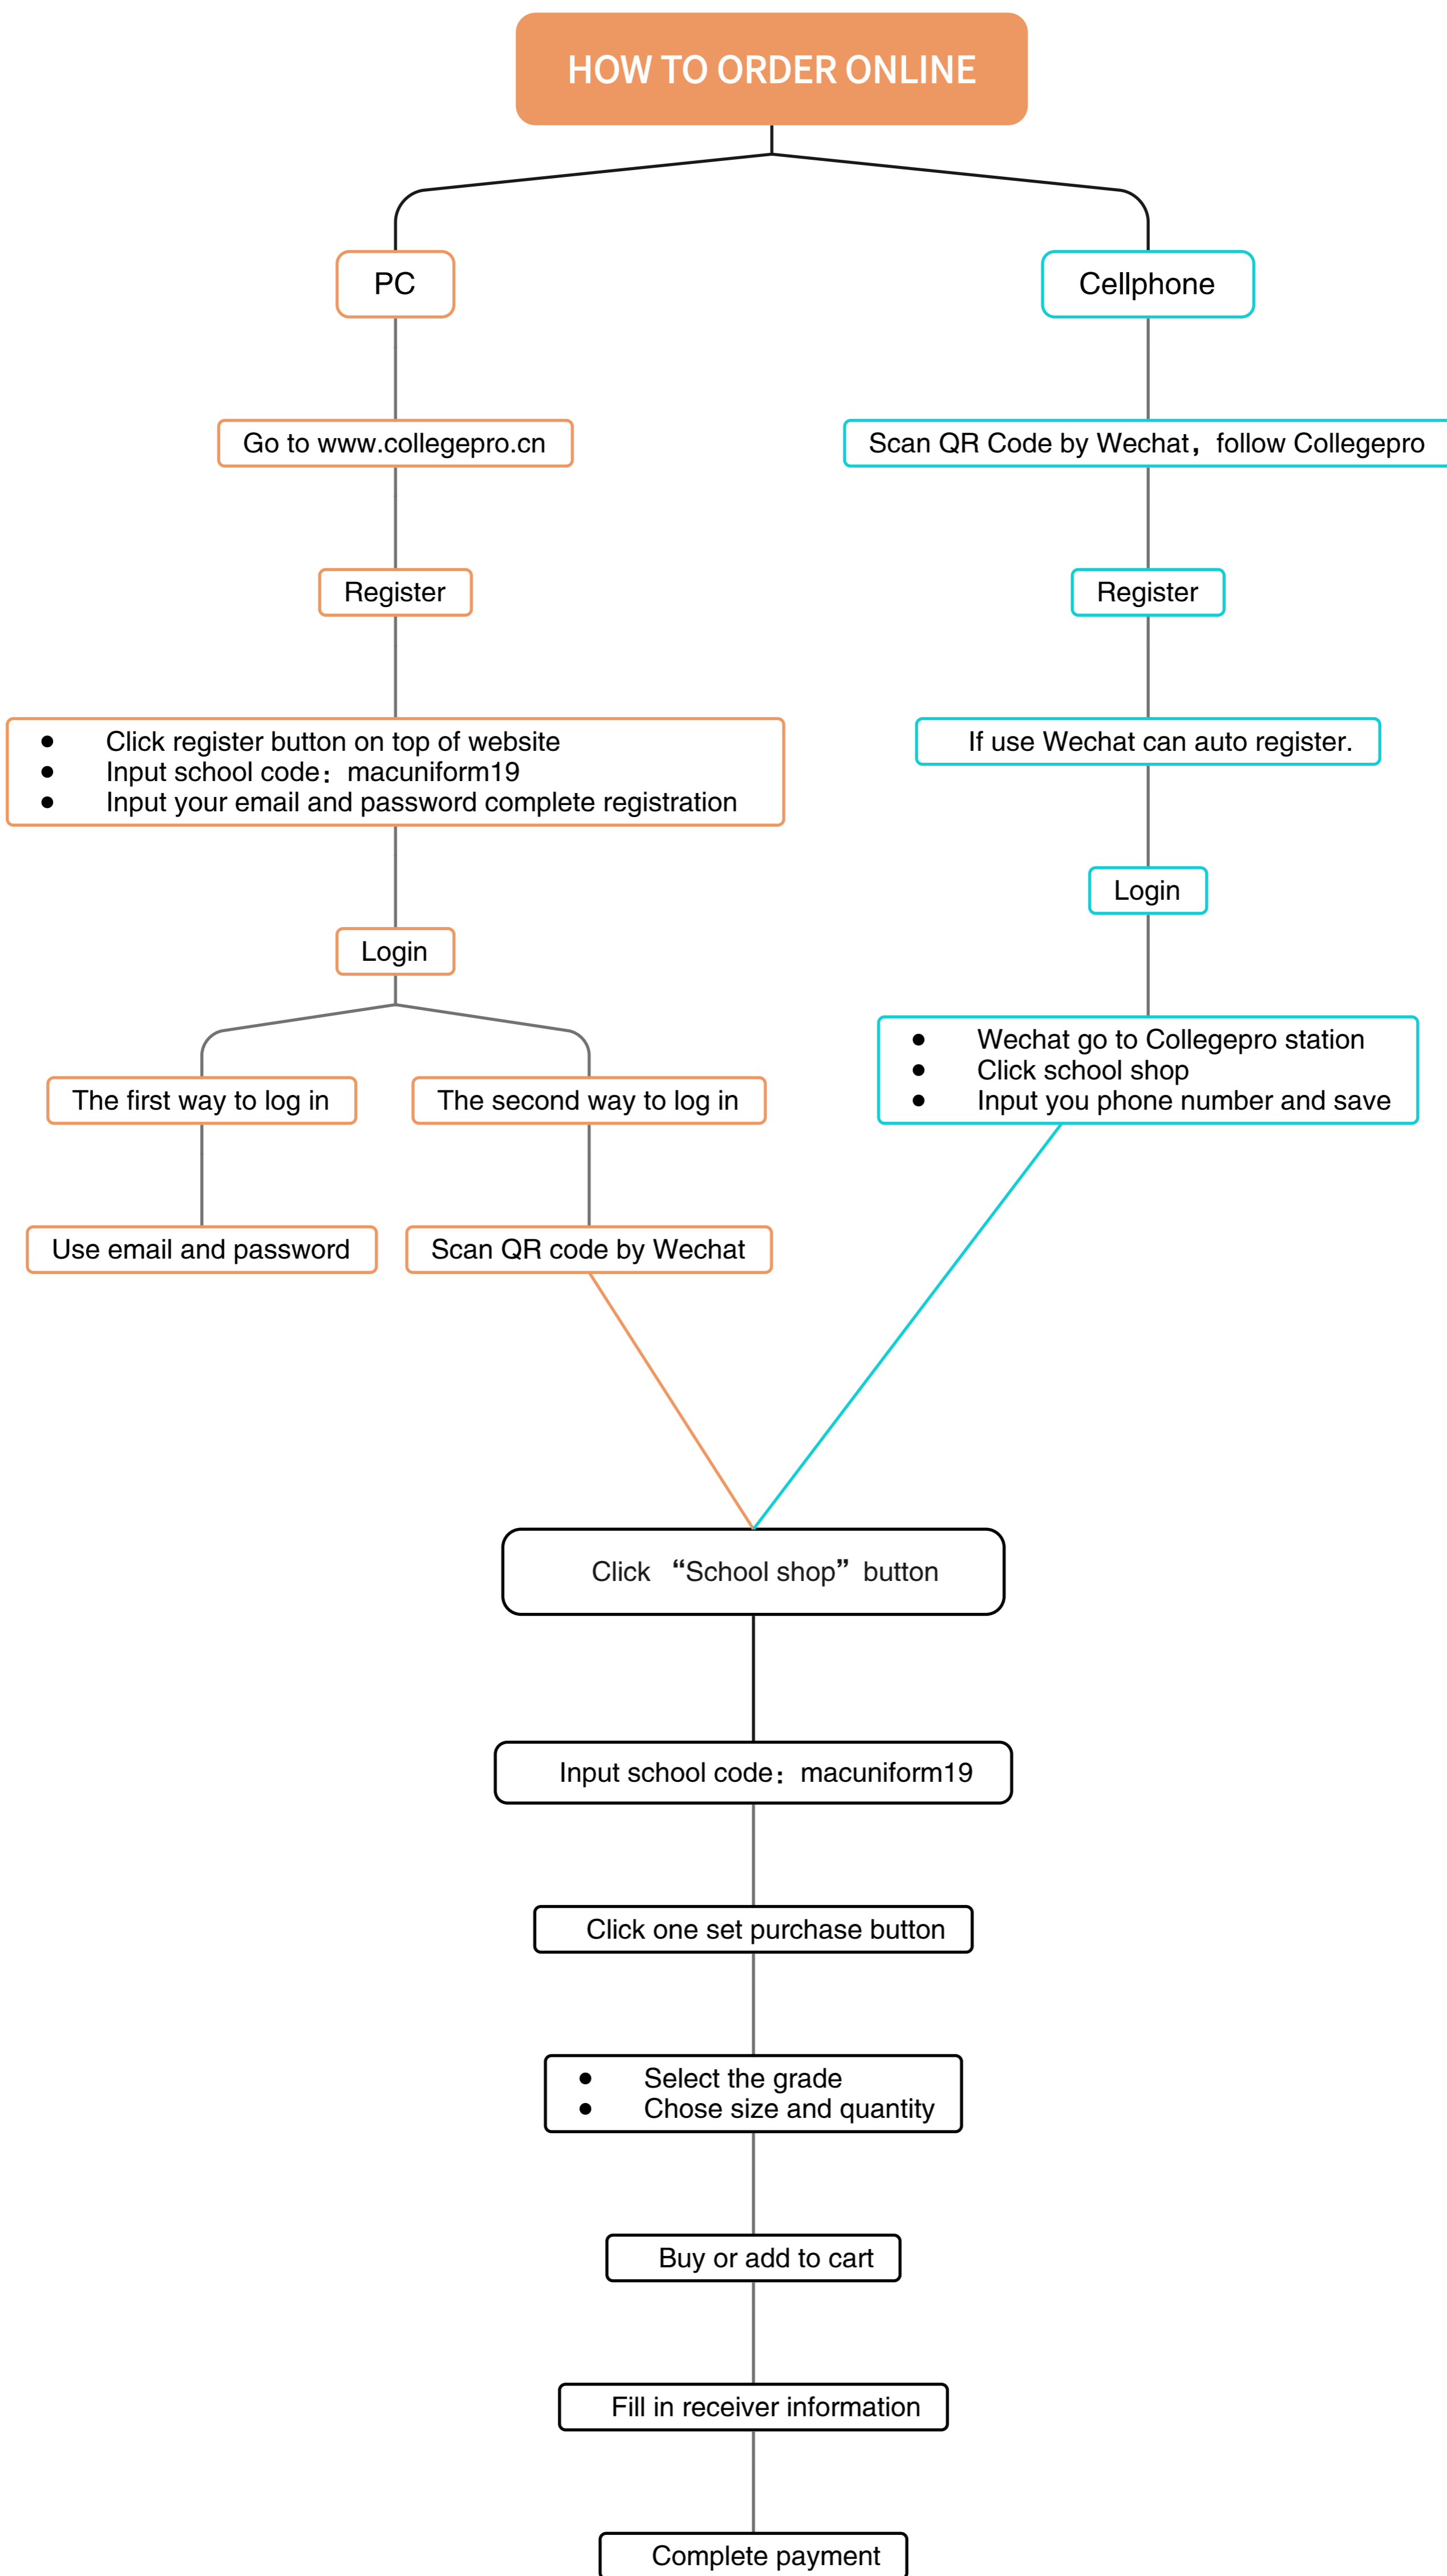 HOW TO ORDER ONLINE
PC
Cellphone
Go to www.collegepro.cn
Scan QR Code by Wechat，follow Collegepro
Register
Register
● Click register button on top of website
● Input school code：macuniform19
● Input your email and password complete registration
If use Wechat can auto register.
Login
Login
● Wechat go to Collegepro station
● Click school shop
● Input you phone number and save
The first way to log in
The second way to log in
Use email and password
Scan QR code by Wechat
Click “School shop” button
Input school code：macuniform19
Click one set purchase button
● Select the grade
● Chose size and quantity
Buy or add to cart
Fill in receiver information
Complete payment